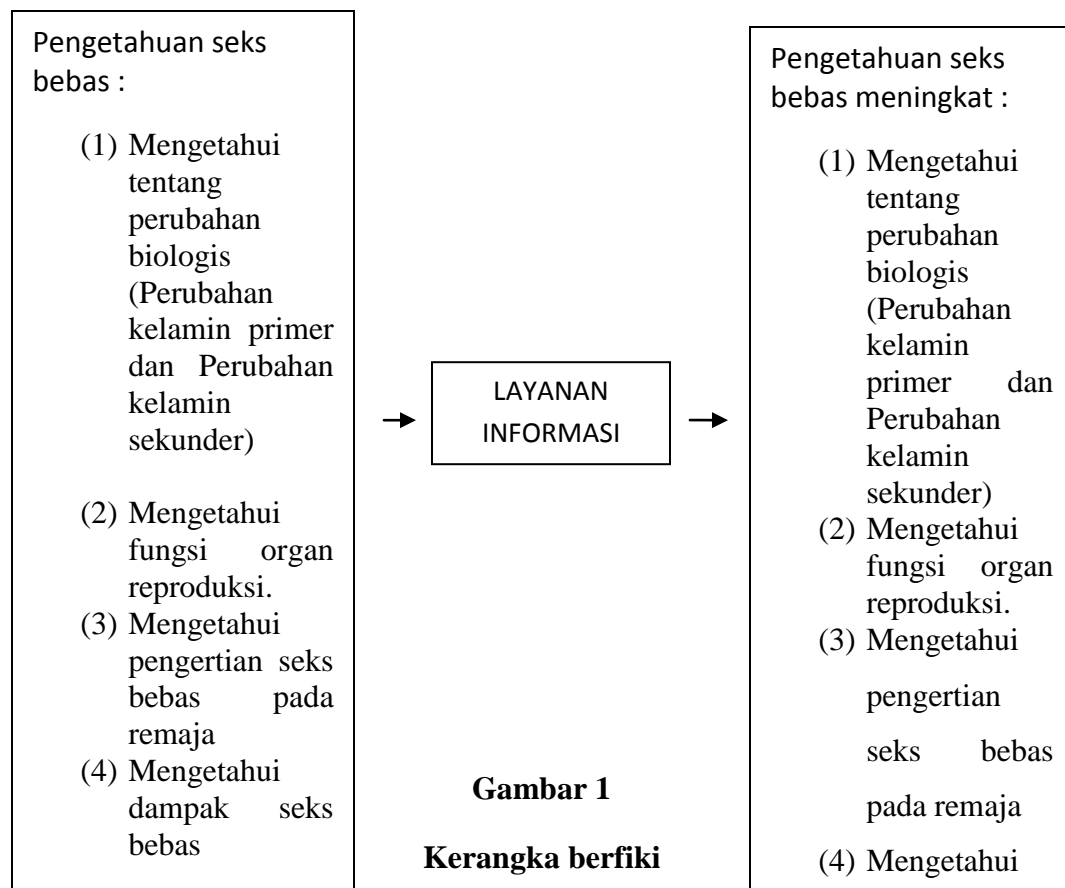 Pengetahuan seks
bebas :
(1) Mengetahui
tentang
perubahan
biologis
(Perubahan
kelamin primer
dan Perubahan
kelamin
sekunder)
(2) Mengetahui
fungsi organ
reproduksi.
(3) Mengetahui
pengertian seks
bebas pada
remaja
(4) Mengetahui
dampak seks
bebas
LAYANAN
INFORMASI
Gambar 1
Kerangka berfiki
Pengetahuan seks
bebas meningkat :
(1) Mengetahui
tentang
perubahan
biologis
(Perubahan
kelamin
primer dan
Perubahan
kelamin
sekunder)
(2) Mengetahui
fungsi organ
reproduksi.
(3) Mengetahui
pengertian
seks bebas
pada remaja
(4) Mengetahui